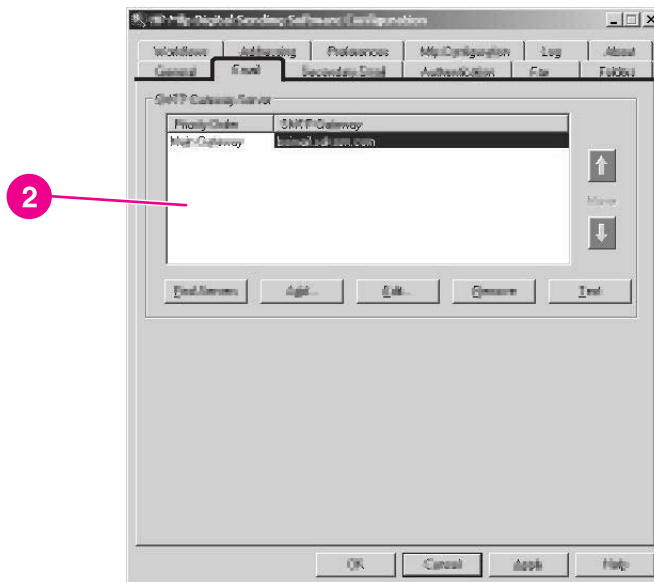 HP Mfp Digital Sending Software Configuration
Workflows Addressing Preferences Mfp Configuration Log About
General Email Secondary Email Authentication Fax Folders
SMTP Gateway Server
Priority Order SMTP Gateway
Main Gateway
2
Move
Find Servers Add... Edit... Remove Test
OK Cancel Apply Help